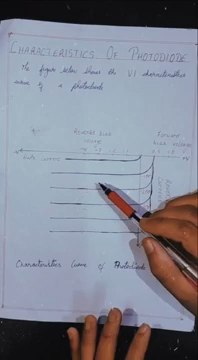 CHARACTERISTICS OF PHOTODIODE
The figure below shows the VI characteristics
curve of a photodiode
Reverse bias
voltage
Forward
bias voltage
Dark current
Characteristics Curve of Photodiode